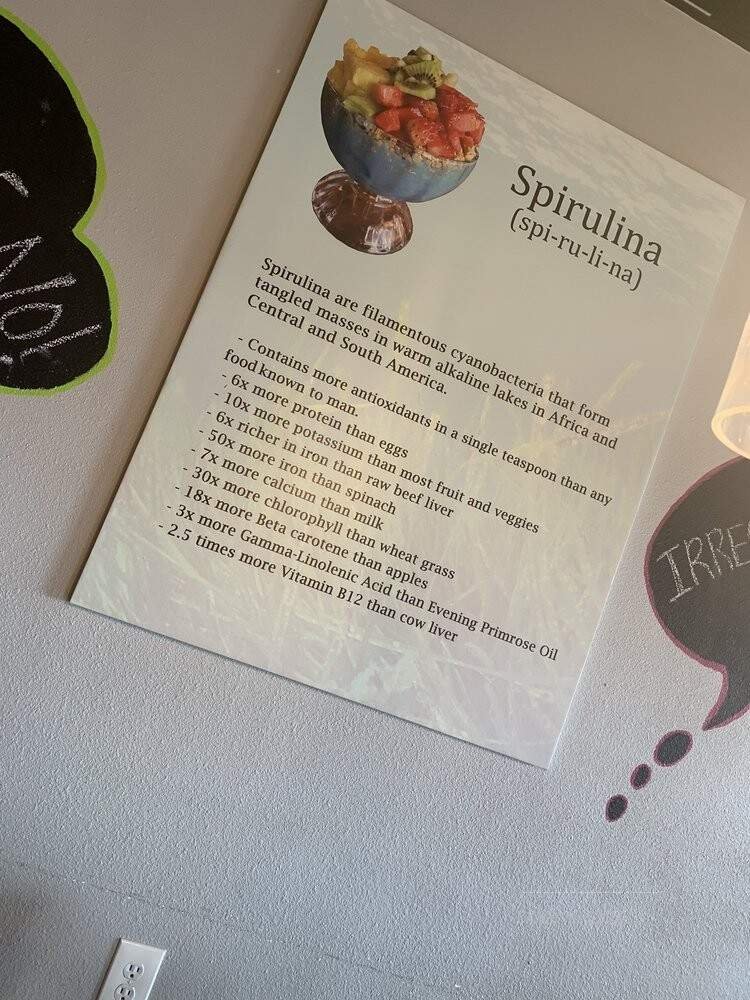 Spirulina
(spi-ru-li-na)
Spirulina are filamentous cyanobacteria that form
tangled masses in warm alkaline lakes in Africa and
Central and South America.
- Contains more antioxidants in a single teaspoon than any
food known to man.
- 6x more protein than eggs
- 10x more potassium than most fruit and veggies
- 6x richer in iron than raw beef liver
- 50x more iron than spinach
- 7x more calcium than milk
- 30x more chlorophyll than wheat grass
- 18x more Beta carotene than apples
- 3x more Gamma-Linolenic Acid than Evening Primrose Oil
- 2.5 times more Vitamin B12 than cow liver
NO!
IRRE